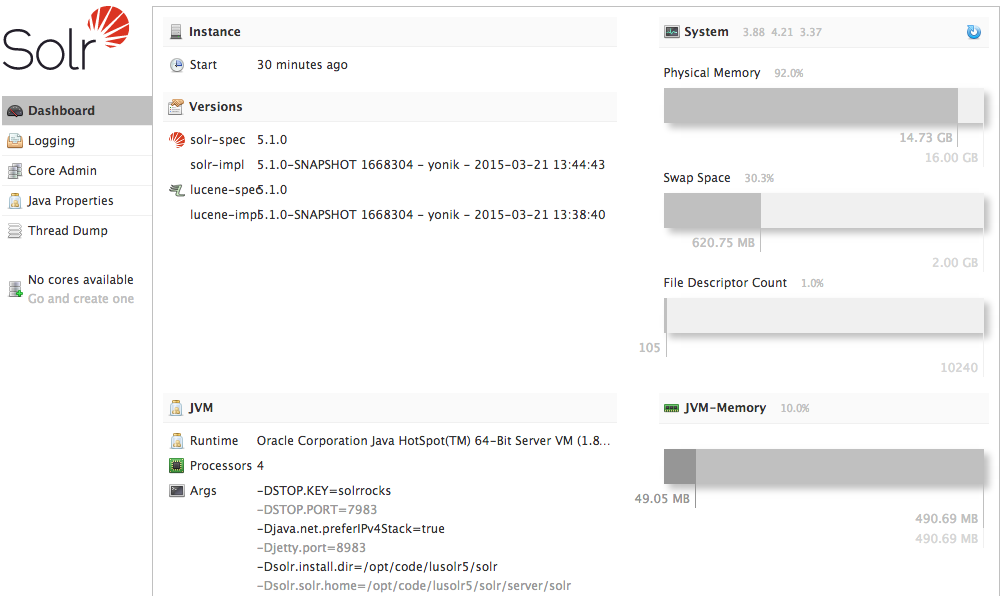 Solr
Dashboard
Logging
Core Admin
Java Properties
Thread Dump
No cores available
Go and create one
Instance
Start 30 minutes ago
Versions
solr-spec 5.1.0
solr-impl 5.1.0-SNAPSHOT 1668304 - yonik - 2015-03-21 13:44:43
lucene-spec 5.1.0
lucene-impl 5.1.0-SNAPSHOT 1668304 - yonik - 2015-03-21 13:38:40
JVM
Runtime Oracle Corporation Java HotSpot(TM) 64-Bit Server VM (1.8...
Processors 4
Args -DSTOP.KEY=solrrocks
-DSTOP.PORT=7983
-Djava.net.preferIPv4Stack=true
-Djetty.port=8983
-Dsolr.install.dir=/opt/code/lusolr5/solr
-Dsolr.solr.home=/opt/code/lusolr5/solr/server/solr
System 3.88 4.21 3.37
Physical Memory 92.0%
14.73 GB
16.00 GB
Swap Space 30.3%
620.75 MB
2.00 GB
File Descriptor Count 1.0%
105
10240
JVM-Memory 10.0%
49.05 MB
490.69 MB
490.69 MB